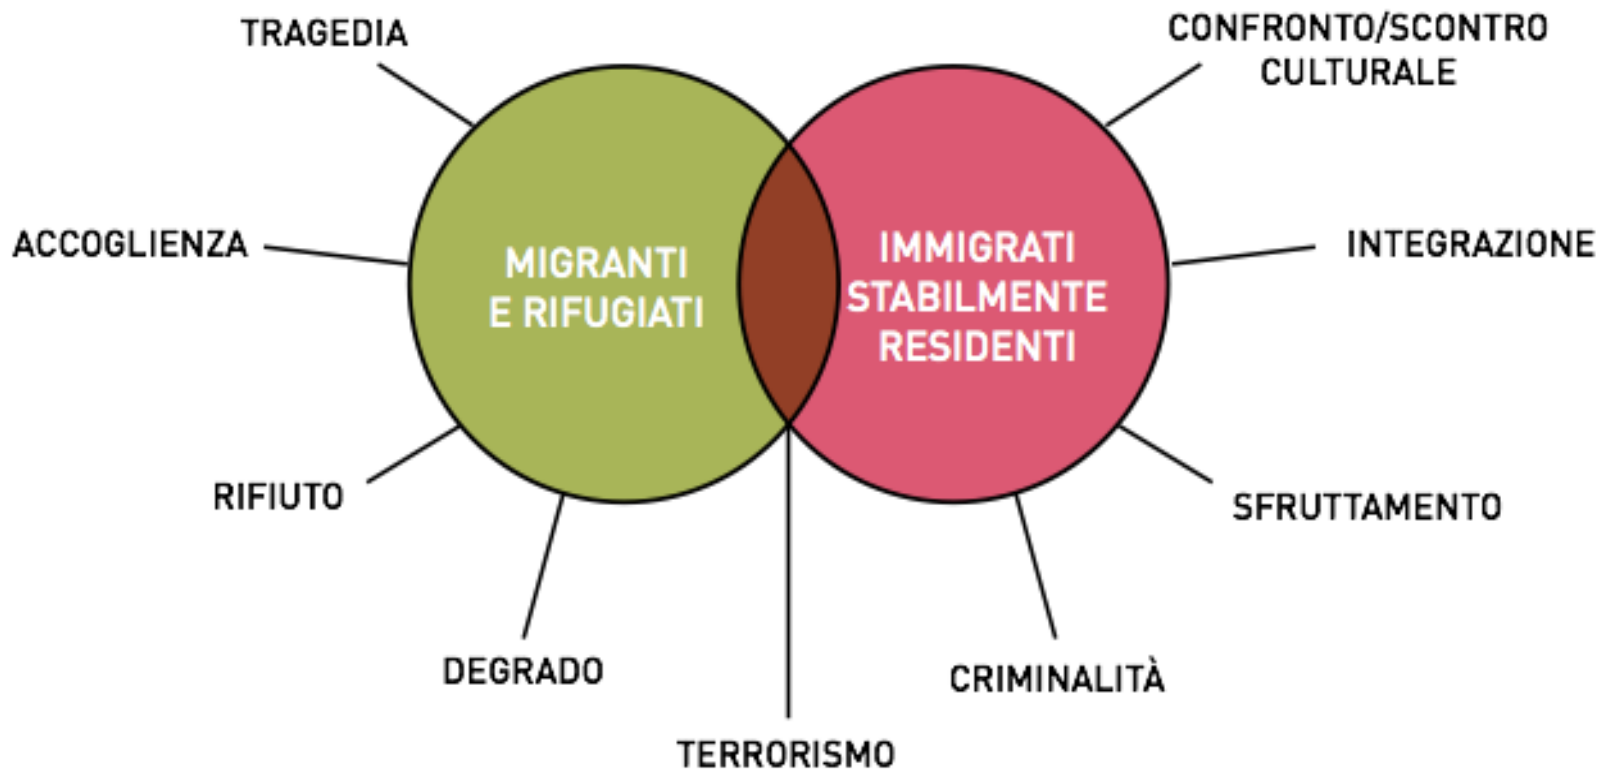 TRAGEDIA
CONFRONTO/SCONTRO
CULTURALE
ACCOGLIENZA
MIGRANTI
E RIFUGIATI
IMMIGRATI
STABILMENTE
RESIDENTI
INTEGRAZIONE
RIFIUTO
SFRUTTAMENTO
DEGRADO
CRIMINALITÀ
TERRORISMO